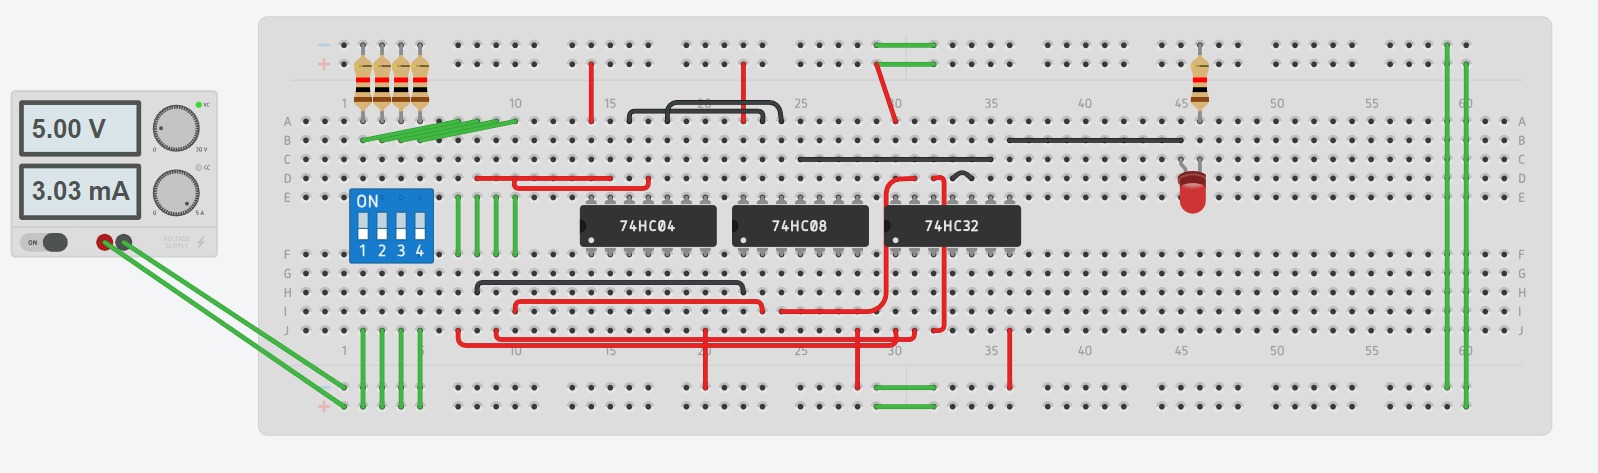 − −
+ +
1 10 15 20 25 30 35 40 45 50 55 60
A A
B B
C C
D D
E E
5.00 V
VC
0 30 V
CC
3.03 mA
0 5 A
ON
VOLTAGE SUPPLY
ON
1 2 3 4
74HC04 74HC08 74HC32
F F
G G
H H
I I
J J
1 5 10 15 20 25 30 35 40 45 50 55 60
−
+